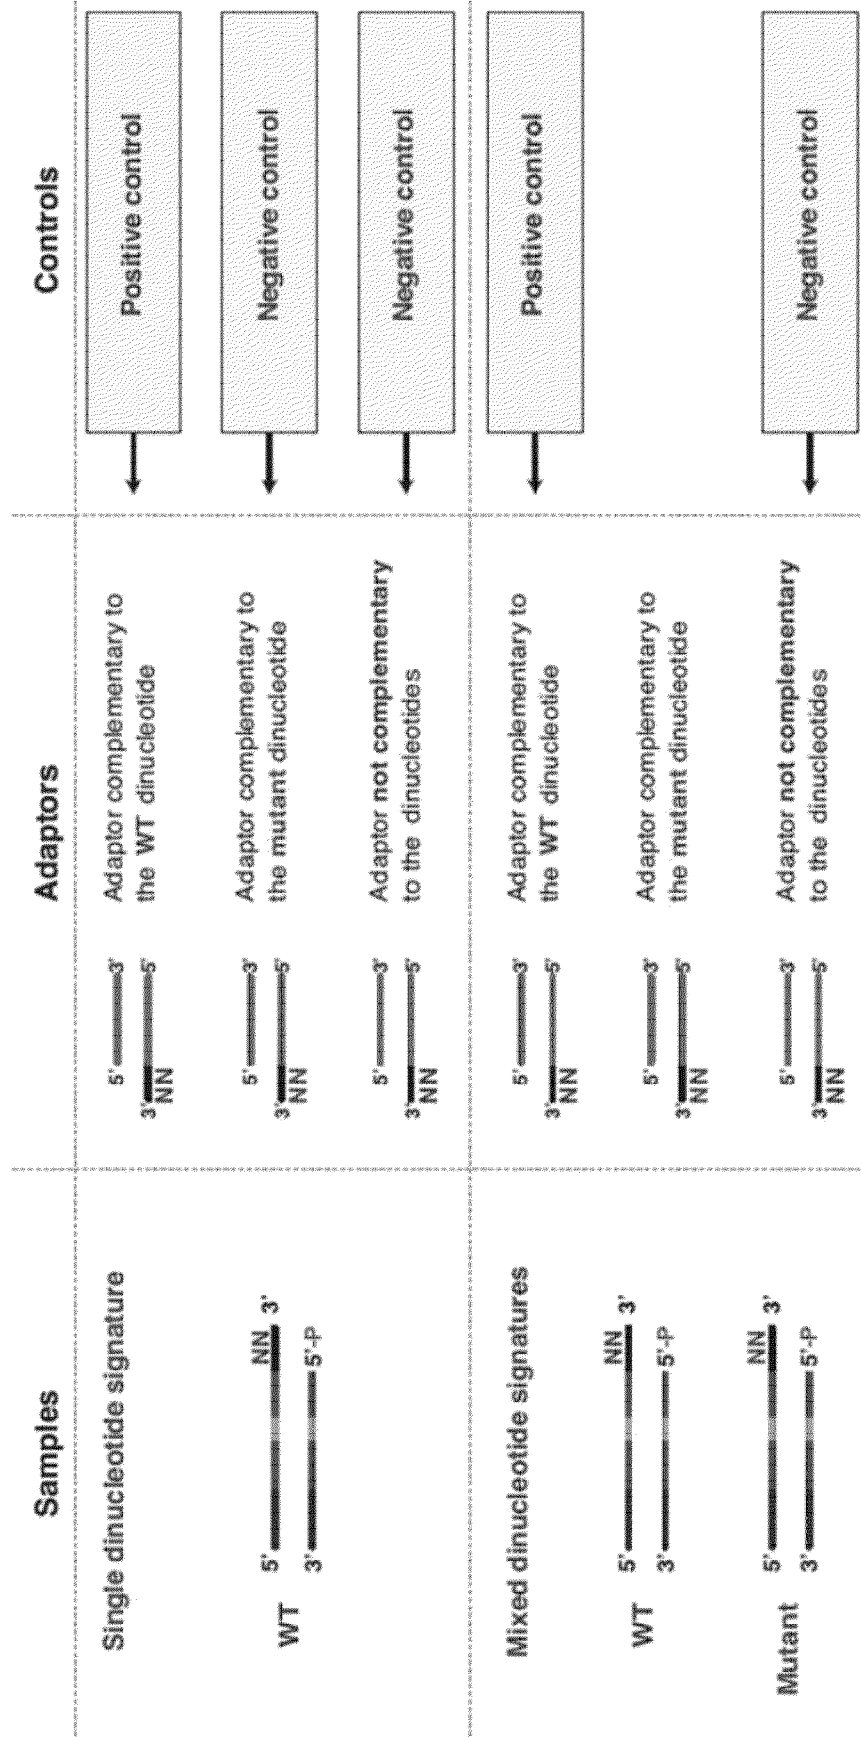 Samples
Adaptors
Controls
Single dinucleotide signature
WT
5'
NN
3'
3'
5'-P
5'
3'
3'
NN
5'
Adaptor complementary to
the WT dinucleotide
Positive control
5'
3'
3'
NN
5'
Adaptor complementary to
the mutant dinucleotide
Negative control
5'
3'
3'
NN
5'
Adaptor not complementary
to the dinucleotides
Negative control
Mixed dinucleotide signatures
WT
5'
NN
3'
3'
5'-P
Mutant
5'
NN
3'
3'
5'-P
5'
3'
3'
NN
5'
Adaptor complementary to
the WT dinucleotide
Positive control
5'
3'
3'
NN
5'
Adaptor complementary to
the mutant dinucleotide
5'
3'
3'
NN
5'
Adaptor not complementary
to the dinucleotides
Negative control